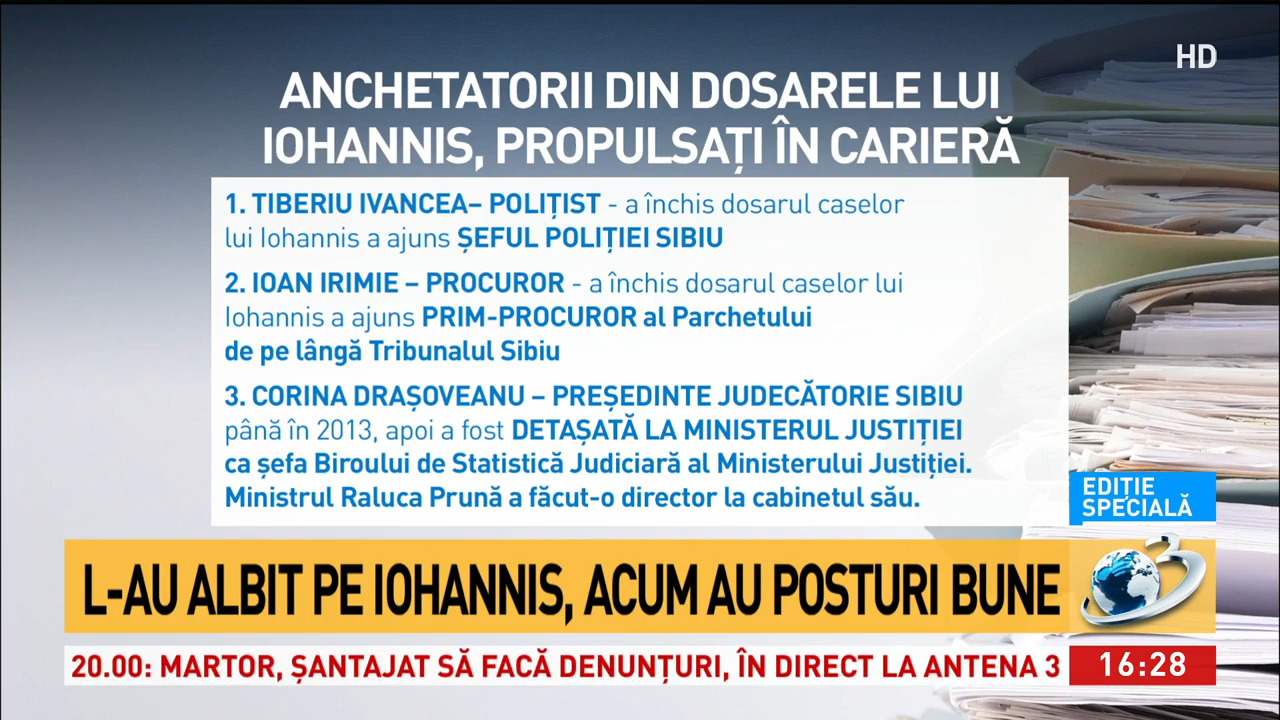 HD
ANCHETATORII DIN DOSARELE LUI
IOHANNIS, PROPULSAȚI ÎN CARIERĂ
1. TIBERIU IVANCEA– POLIȚIST - a închis dosarul caselor
lui Iohannis a ajuns ȘEFUL POLIȚIEI SIBIU
2. IOAN IRIMIE – PROCUROR - a închis dosarul caselor lui
Iohannis a ajuns PRIM-PROCUROR al Parchetului
de pe lângă Tribunalul Sibiu
3. CORINA DRAȘOVEANU – PREȘEDINTE JUDECĂTORIE SIBIU
până în 2013, apoi a fost DETAȘATĂ LA MINISTERUL JUSTIȚIEI
ca șefa Biroului de Statistică Judiciară al Ministerului Justiției.
Ministrul Raluca Prună a făcut-o director la cabinetul său.
EDIȚIE
SPECIALĂ
L-AU ALBIT PE IOHANNIS, ACUM AU POSTURI BUNE
3
20.00: MARTOR, ȘANTAJAT SĂ FACĂ DENUNȚURI, ÎN DIRECT LA ANTENA 3
16:28